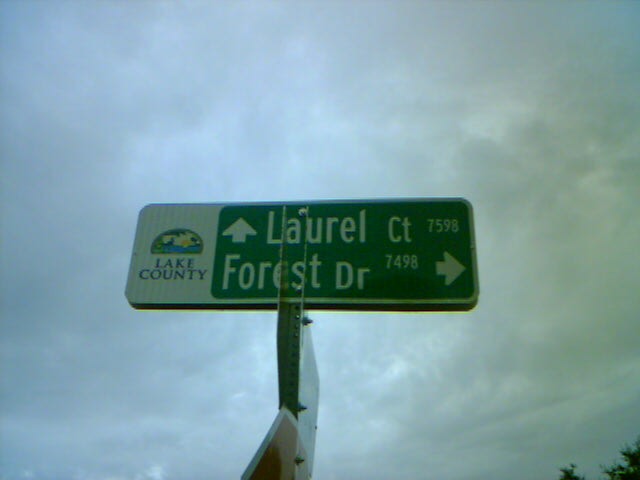 LAKE
COUNTY
Laurel Ct 7598
Forest Dr 7498